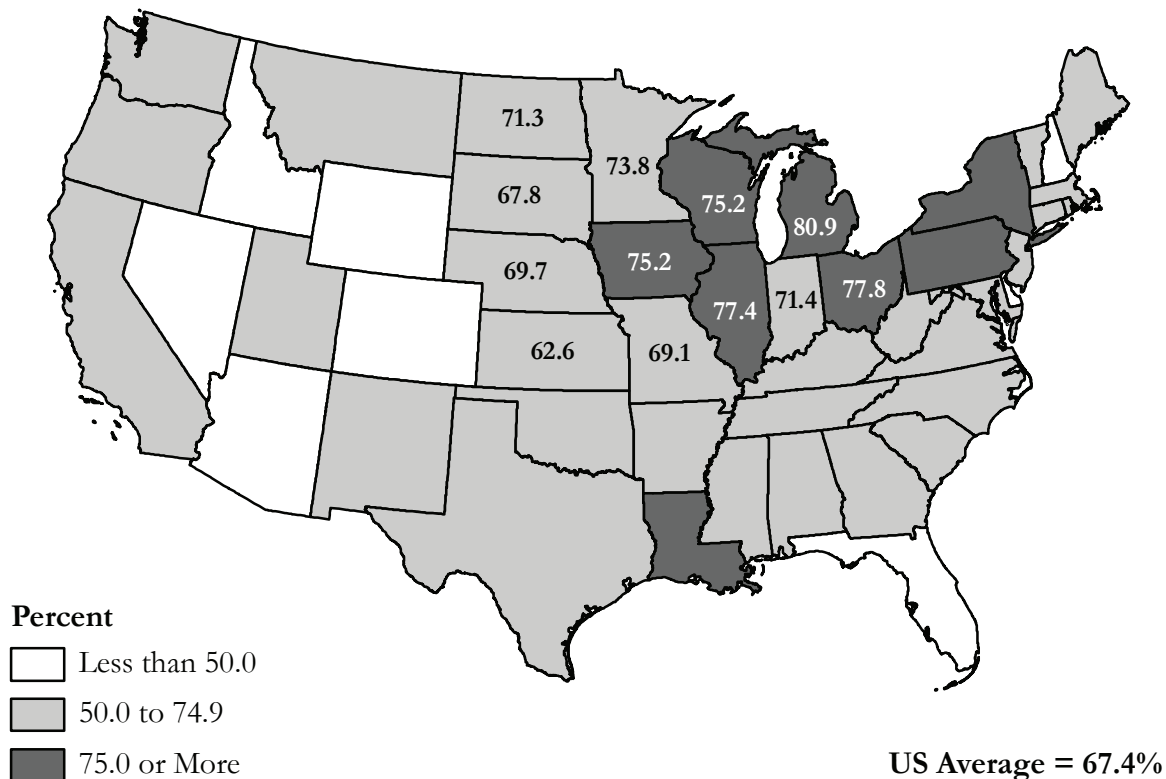 71.3
73.8
67.8
75.2
80.9
69.7
75.2
77.4
71.4
77.8
62.6
69.1
Percent
Less than 50.0
50.0 to 74.9
75.0 or More
US Average = 67.4%